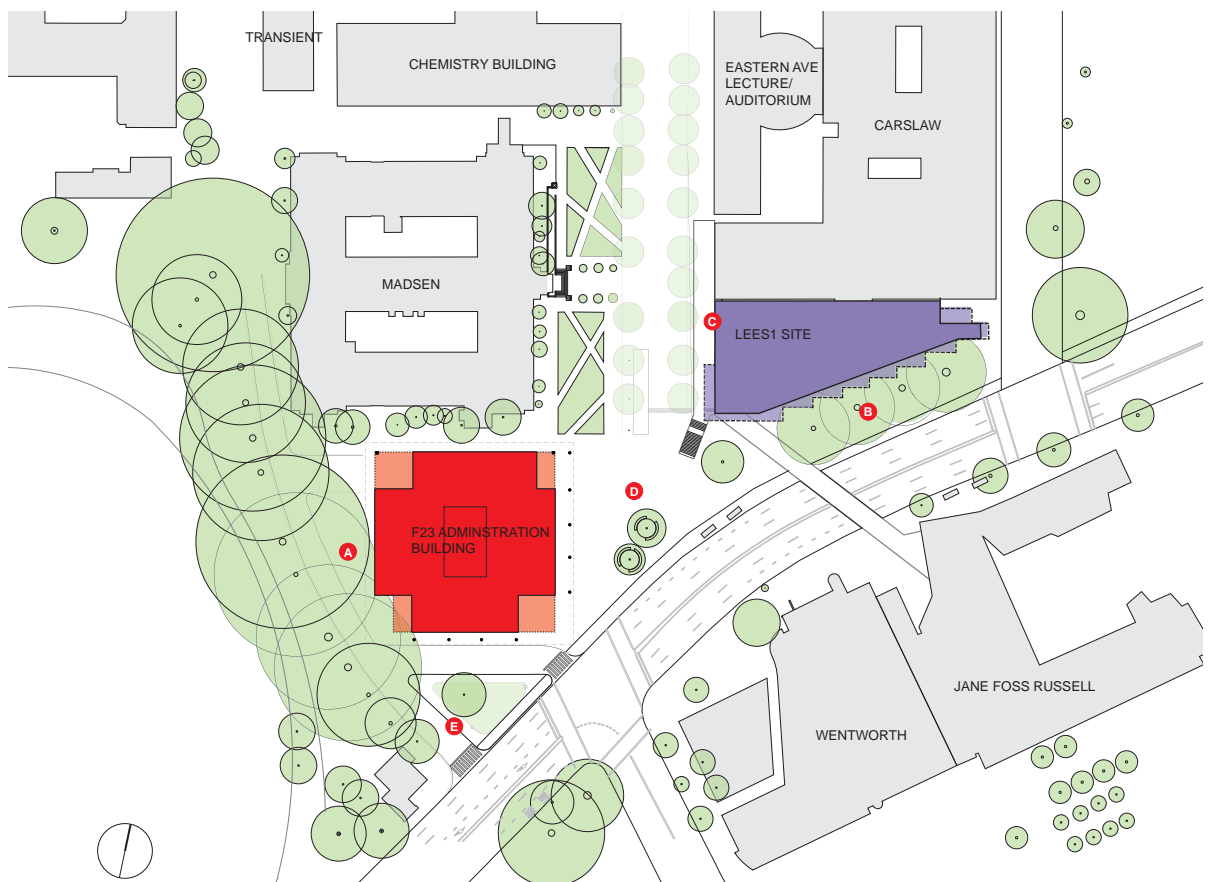 TRANSIENT
CHEMISTRY BUILDING
EASTERN AVE
LECTURE/
AUDITORIUM
CARSLAW
MADSEN
C
LEES1 SITE
B
D
F23 ADMINSTRATION
BUILDING
A
JANE FOSS RUSSELL
E
WENTWORTH